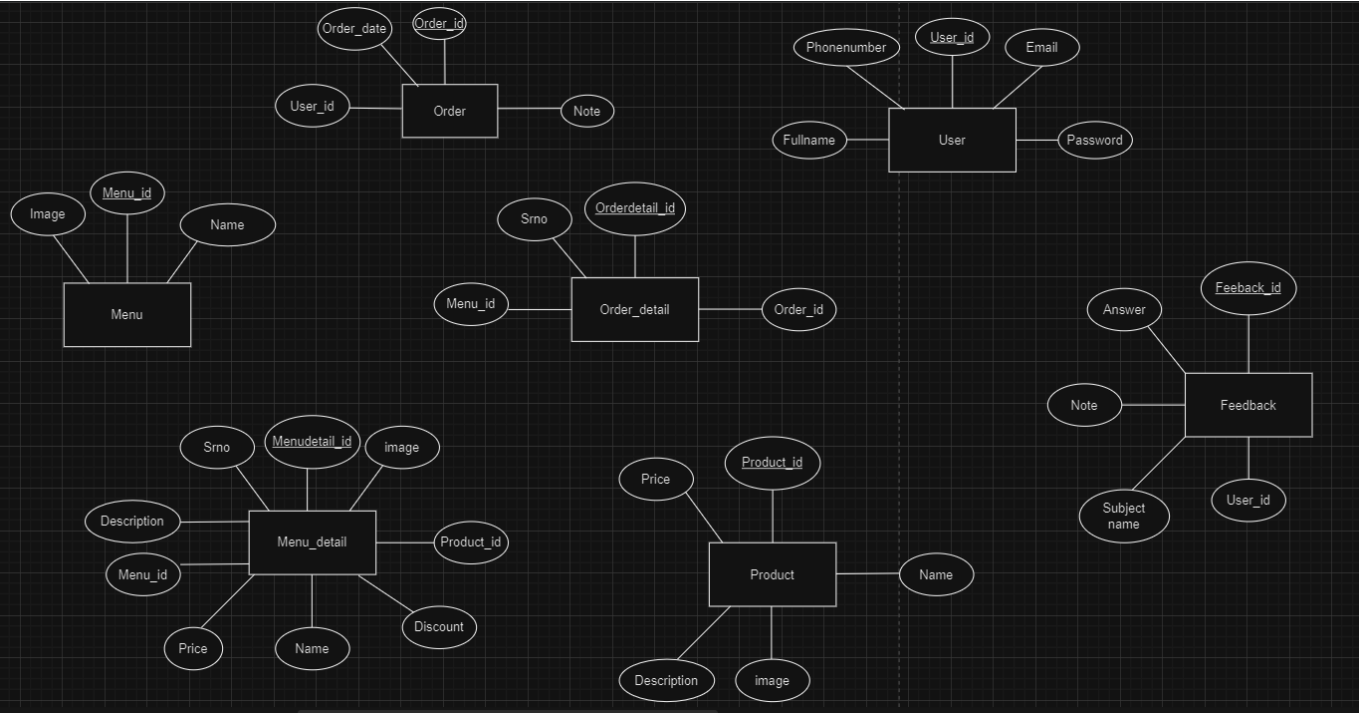 Order_date
Order_id
User_id
Order
Note
Phonenumber
User_id
Email
Fullname
User
Password
Image
Menu_id
Name
Menu
Srno
Orderdetail_id
Menu_id
Order_detail
Order_id
Answer
Feeback_id
Note
Feedback
Subject
name
User_id
Srno
Menudetail_id
image
Description
Menu_detail
Product_id
Menu_id
Price
Name
Discount
Price
Product_id
Product
Name
Description
image